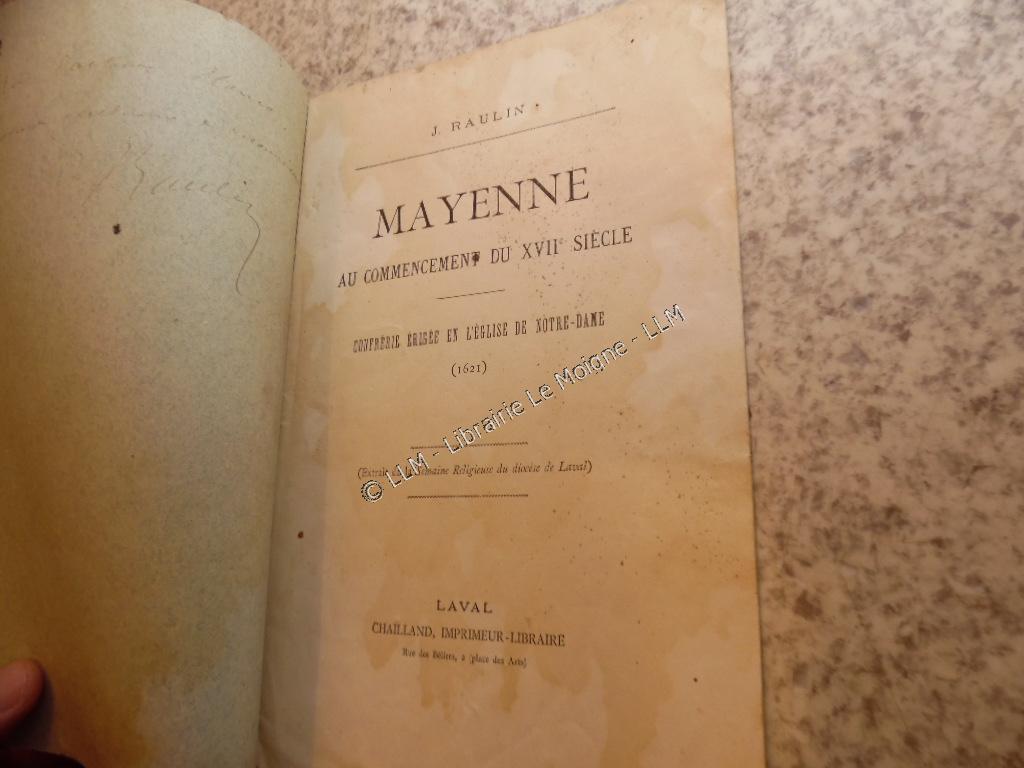 J. RAULIN
MAYENNE
AU COMMENCEMENT DU XVIIe SIÈCLE
CONFRÉRIE ÉRIGÉE EN L'ÉGLISE DE NOTRE-DAME
(1621)
(Extrait Semaine Religieuse du diocèse de Laval)
© LLM - Librairie Le Moigne - LLM
LAVAL
CHAILLAND, IMPRIMEUR-LIBRAIRE
Rue des Béliers, 2 (place des Arts)